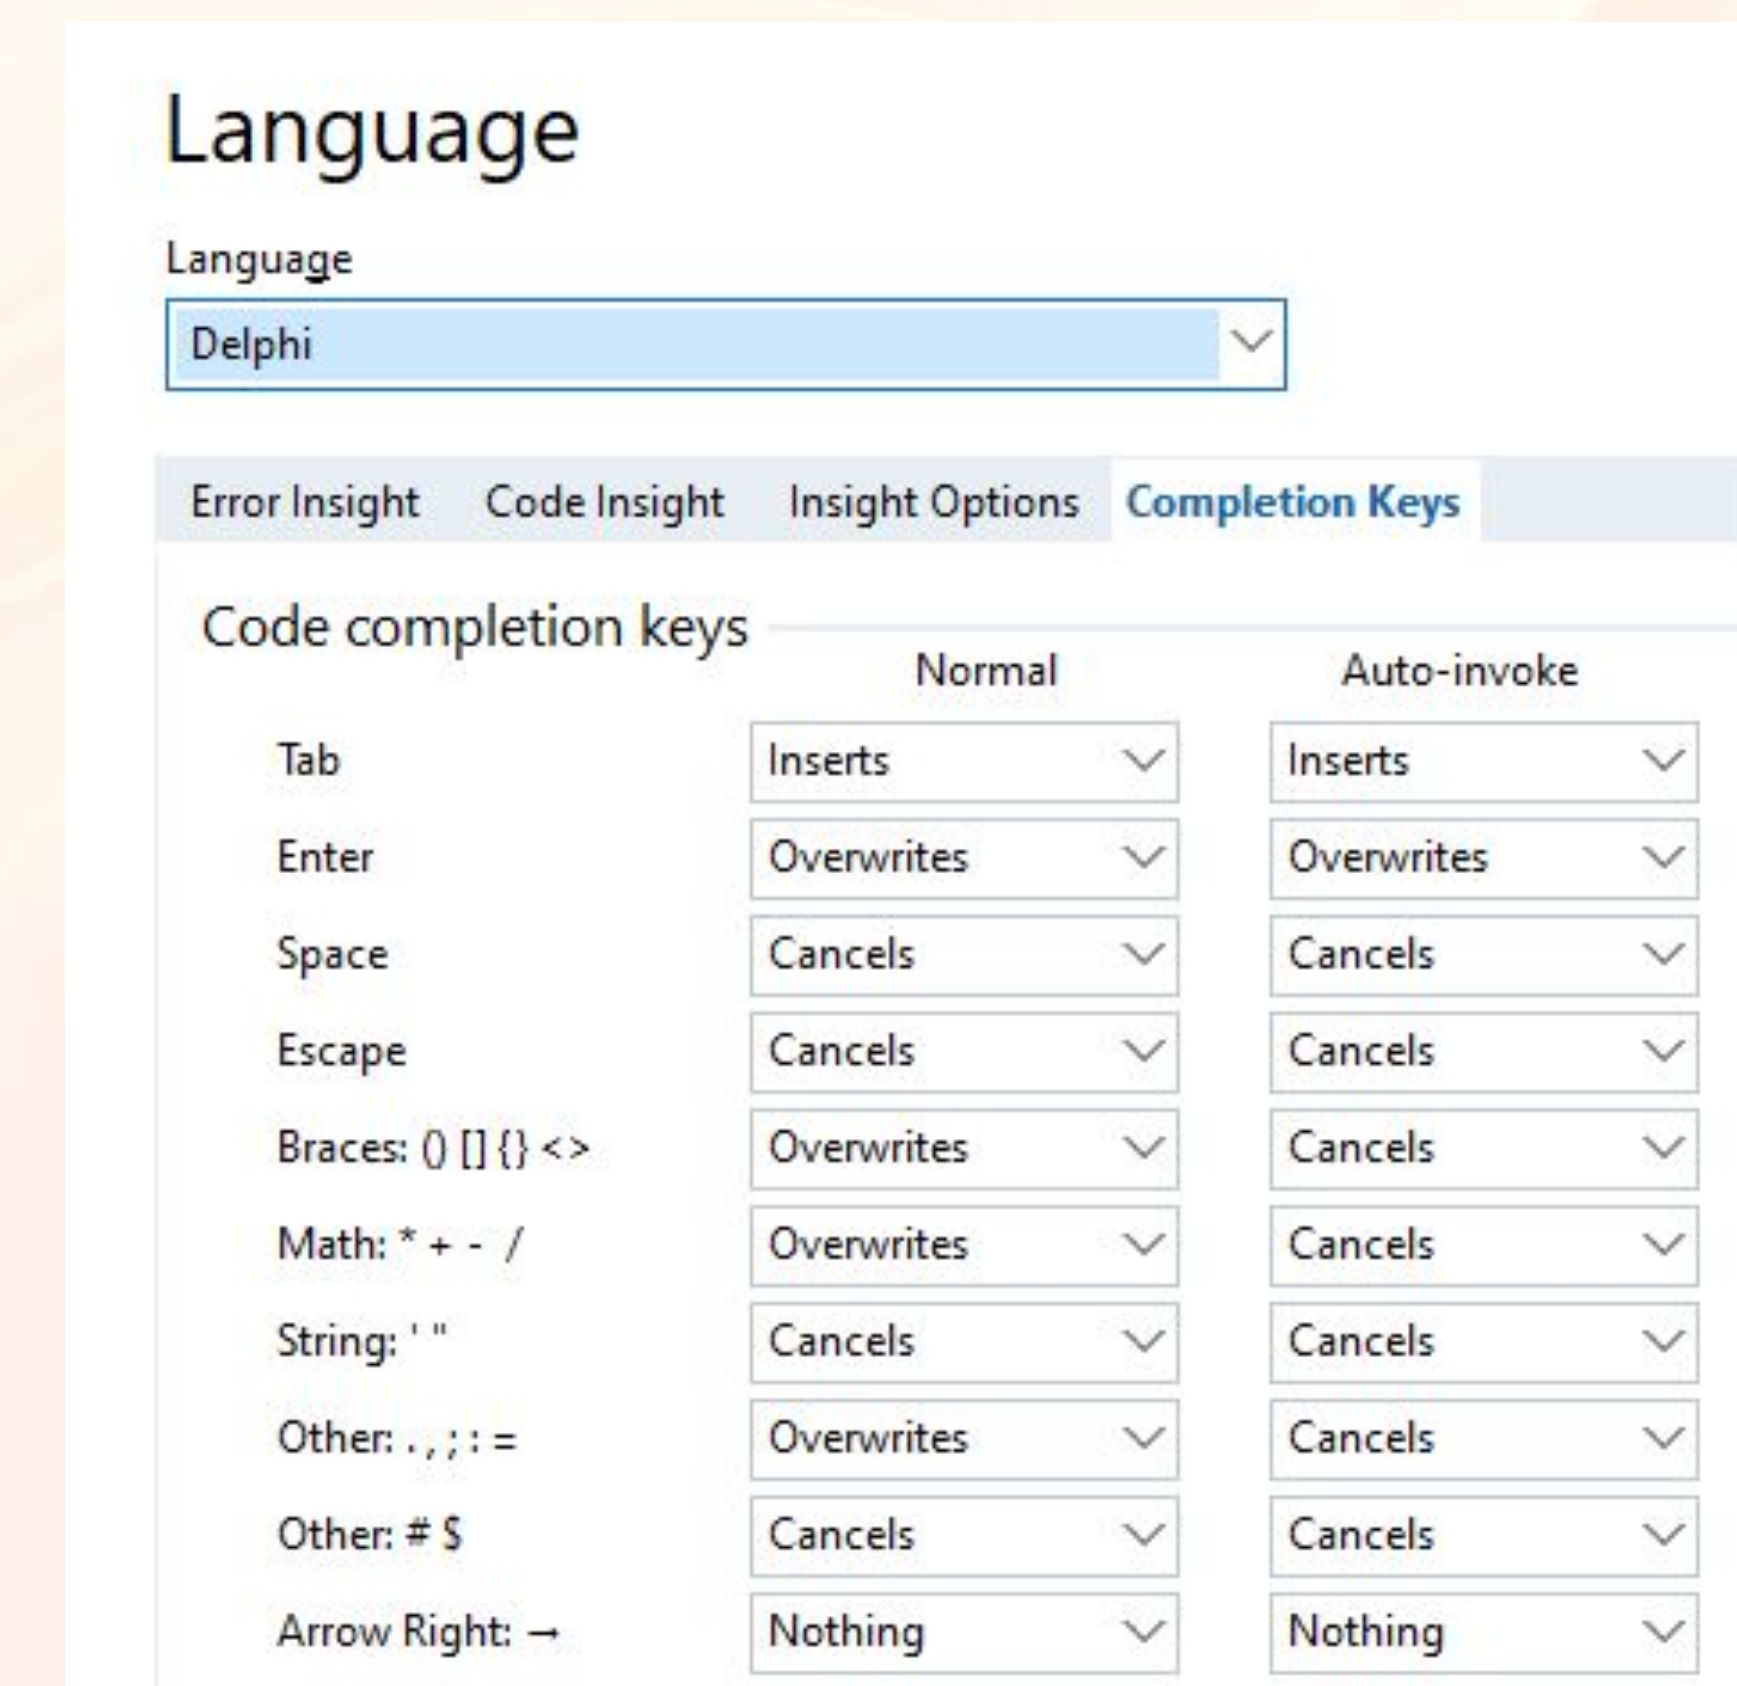 Language
Language
Delphi
Error Insight Code Insight Insight Options Completion Keys
Code completion keys
Normal Auto-invoke
Tab Inserts Inserts
Enter Overwrites Overwrites
Space Cancels Cancels
Escape Cancels Cancels
Braces: () [] {} <> Overwrites Cancels
Math: * + - / Overwrites Cancels
String: ' " Cancels Cancels
Other: . , ; : = Overwrites Cancels
Other: # $ Cancels Cancels
Arrow Right: → Nothing Nothing